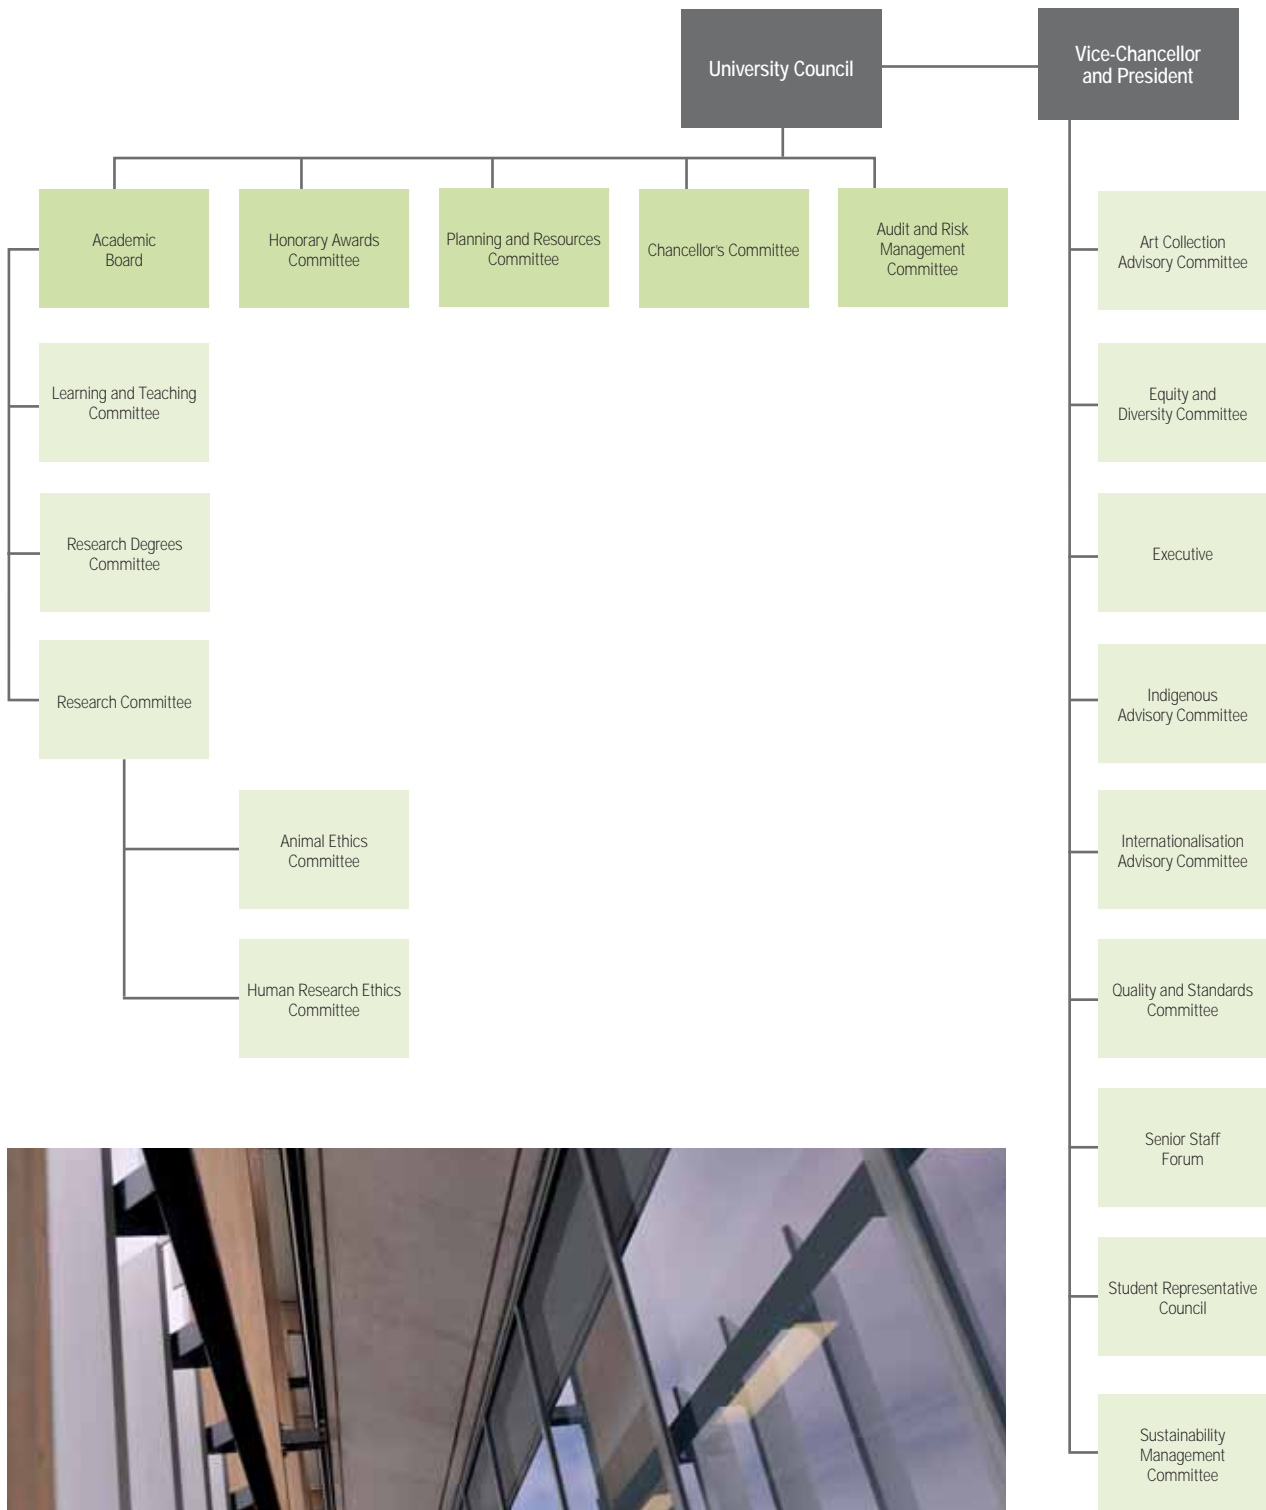 University Council
Vice-Chancellor
and President
Academic
Board
Honorary Awards
Committee
Planning and Resources
Committee
Chancellor's Committee
Audit and Risk
Management
Committee
Art Collection
Advisory Committee
Learning and Teaching
Committee
Equity and
Diversity Committee
Research Degrees
Committee
Executive
Research Committee
Indigenous
Advisory Committee
Animal Ethics
Committee
Internationalisation
Advisory Committee
Human Research Ethics
Committee
Quality and Standards
Committee
Senior Staff
Forum
Student Representative
Council
Sustainability
Management
Committee